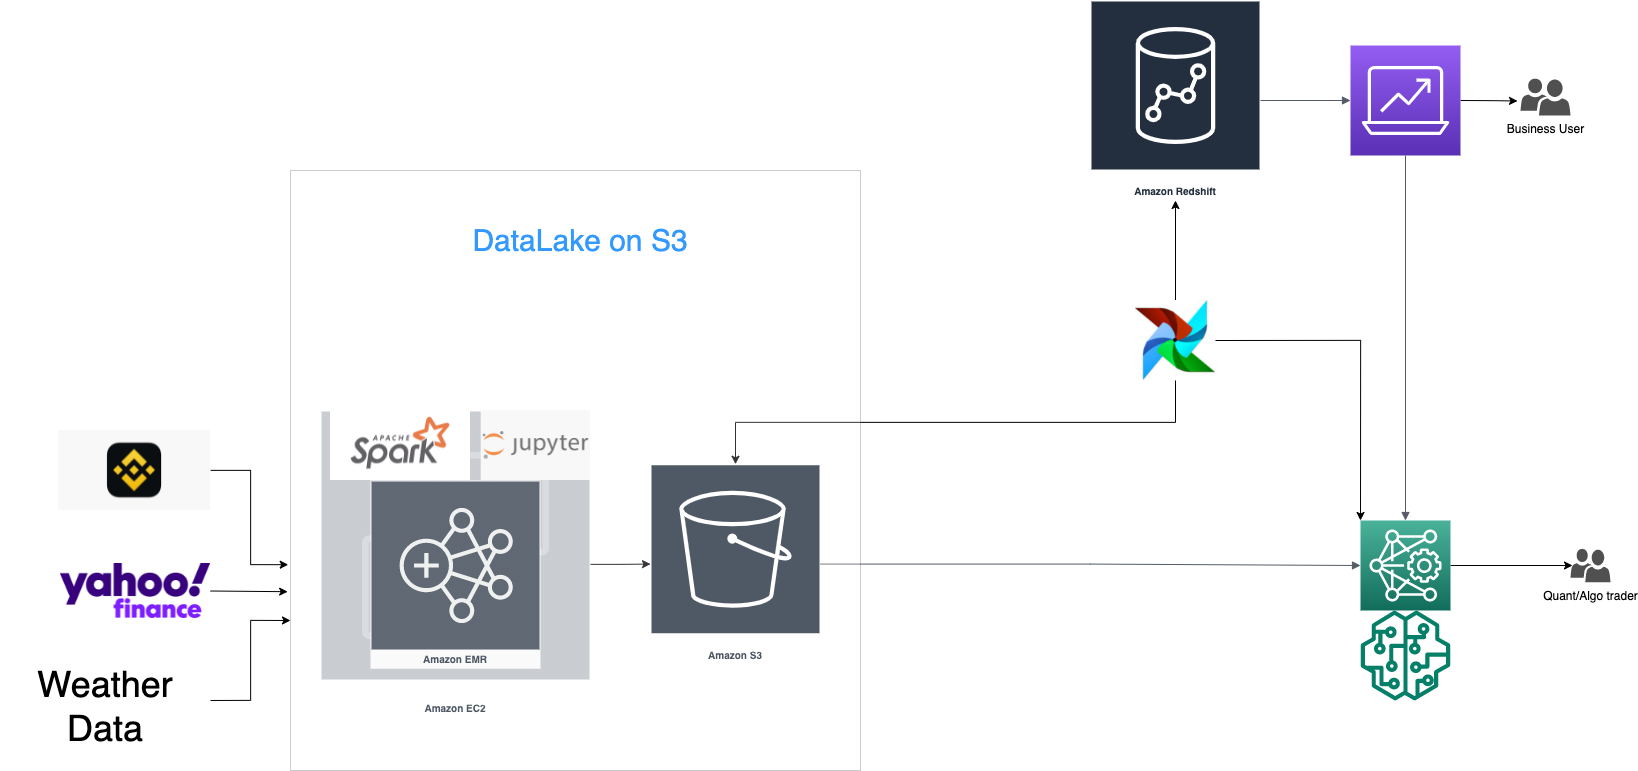 Amazon Redshift
Business User
DataLake on S3
APACHE
Spark
jupyter
yahoo!
finance
Amazon EMR
Amazon S3
Quant/Algo trader
Weather
Data
Amazon EC2